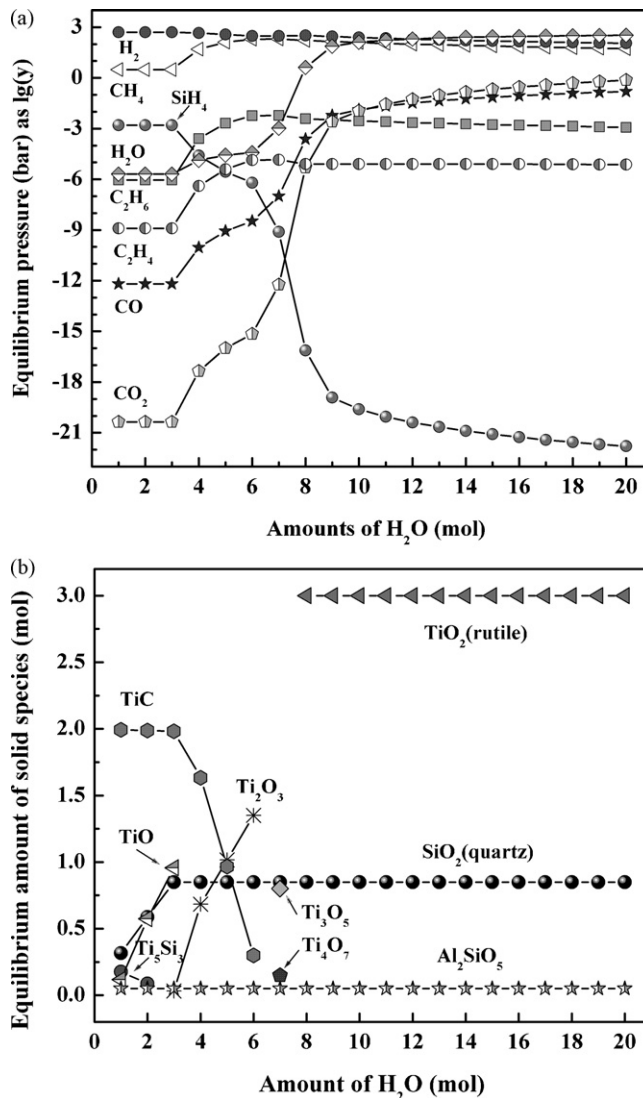 (a)
3
0
-3
-6
-9
-12
-15
-18
-21
Equilibrium pressure (bar) as lg(y)
H2
CH4
SiH4
H2O
C2H6
C2H4
CO
CO2
0 2 4 6 8 10 12 14 16 18 20
Amounts of H2O (mol)
(b)
3.0
2.5
2.0
1.5
1.0
0.5
0.0
Equilibrium amount of solid species (mol)
TiO2(rutile)
TiC
Ti2O3
TiO
SiO2(quartz)
Ti3O5
Ti5Si3
Ti4O7
Al2SiO5
0 2 4 6 8 10 12 14 16 18 20
Amount of H2O (mol)